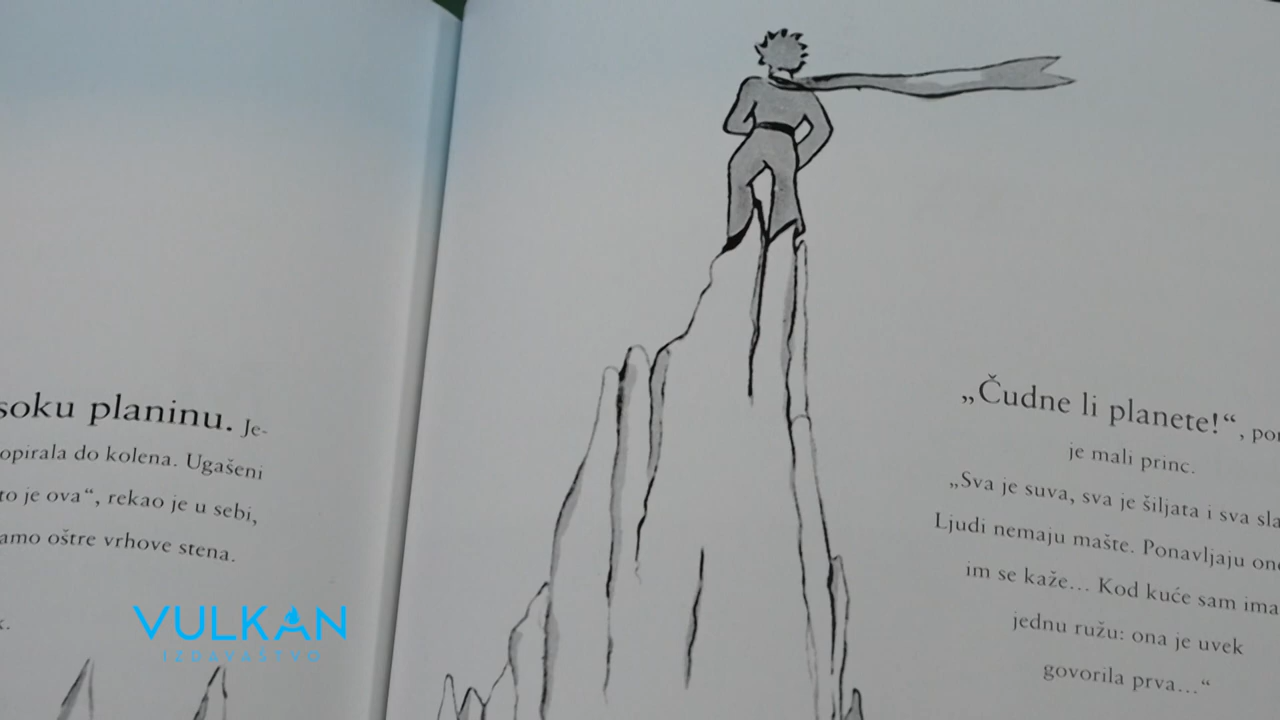 soku planinu. Je-
opirala do kolena. Ugašeni
to je ova“, rekao je u sebi,
amo oštre vrhove stena.
k.
VULKAN
IZDAVAŠTVO
„Čudne li planete!“, po
je mali princ.
„Sva je suva, sva je šiljata i sva sla
Ljudi nemaju mašte. Ponavljaju on
im se kaže... Kod kuće sam ima
jednu ružu: ona je uvek
govorila prva...“